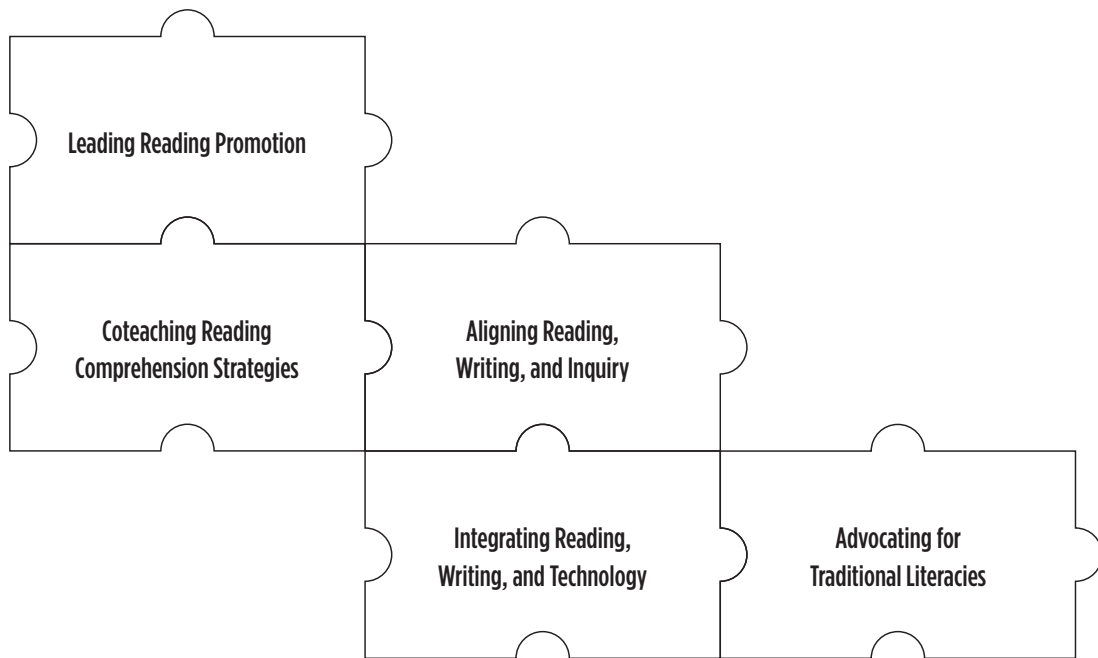 Leading Reading Promotion
Coteaching Reading
Comprehension Strategies
Aligning Reading,
Writing, and Inquiry
Integrating Reading,
Writing, and Technology
Advocating for
Traditional Literacies